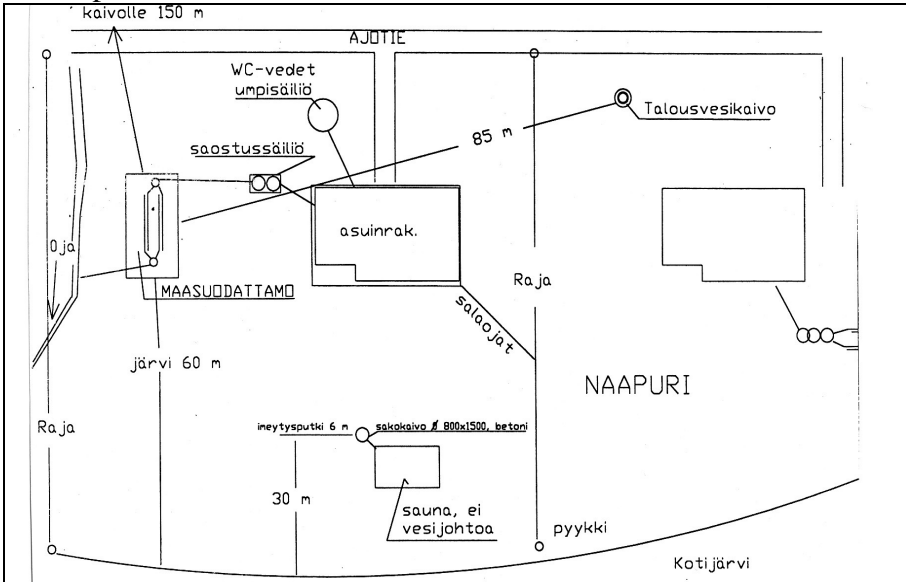 kaivolle 150 m
AJOTIE
WC-vedet
umpisäiliö
Talousvesikaivo
85 m
saostussäiliö
asuinrak.
Oja
Raja
MAASUODATTAMO
salaojat
järvi 60 m
NAAPURI
Raja
imeytysputki 6 m
sakokaivo Ø 800x1500, betoni
30 m
sauna, ei
vesijohtoa
pyykki
Kotijärvi